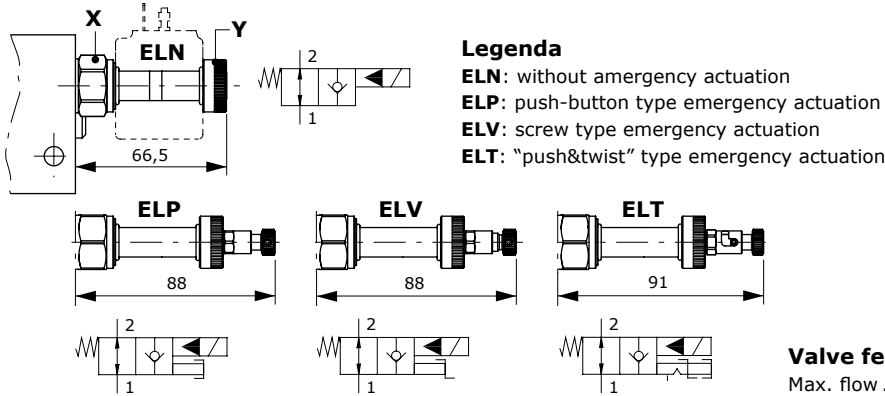 X
Y
ELN
2
1
66,5
Legenda
ELN: without amergency actuation
ELP: push-button type emergency actuation
ELV: screw type emergency actuation
ELT: “push&twist” type emergency actuation
ELP
ELV
ELT
88
88
91
2
2
2
1
1
1
Valve fe
Max. flow .